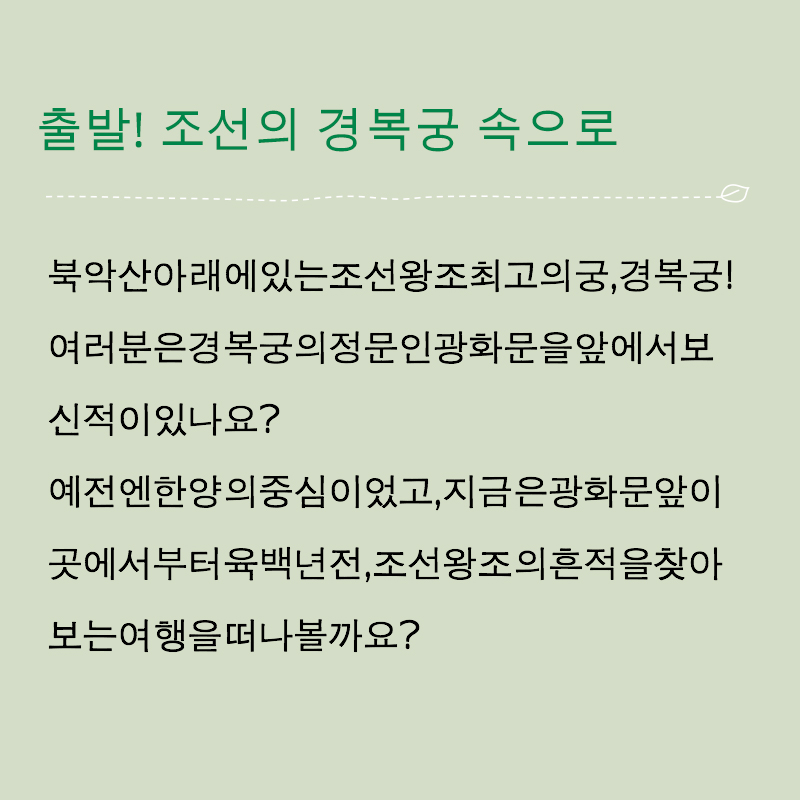 출발! 조선의 경복궁 속으로
북악산아래에있는조선왕조최고의궁,경복궁!
여러분은경복궁의정문인광화문을앞에서보
신적이있나요?
예전엔한양의중심이었고,지금은광화문앞이
곳에서부터육백년전,조선왕조의흔적을찾아
보는여행을떠나볼까요?